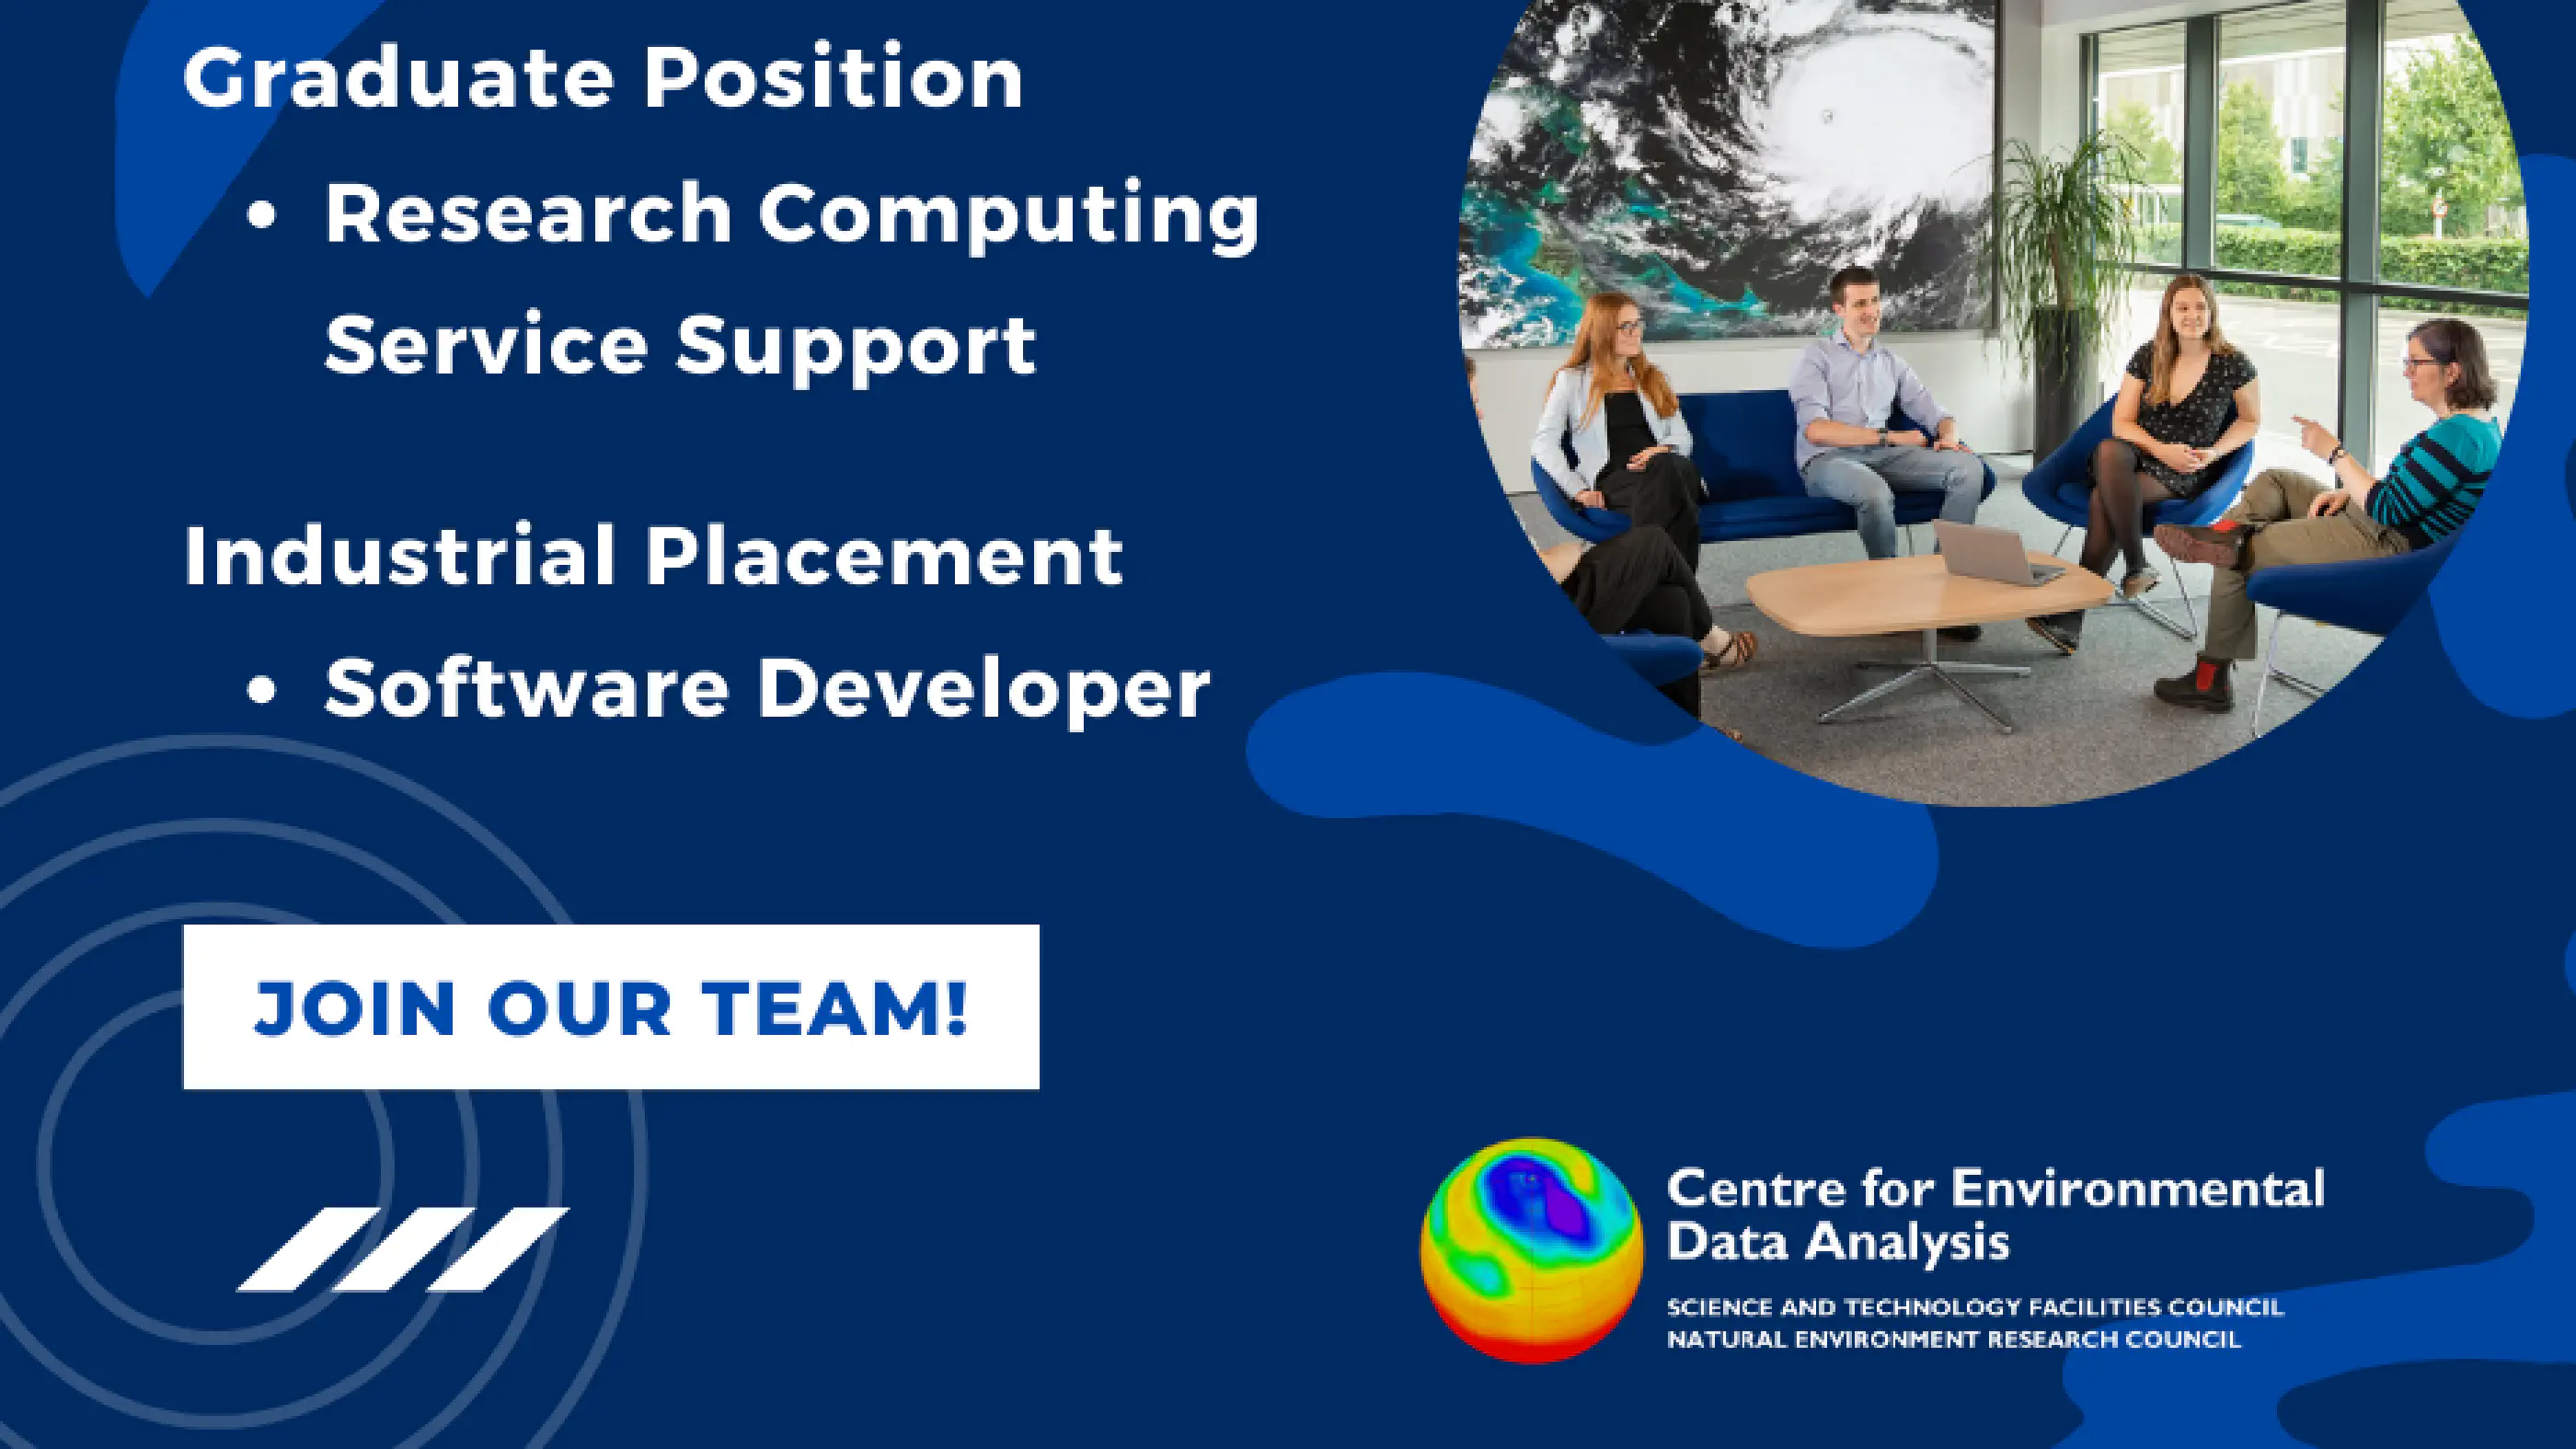 Graduate Position
• Research Computing
Service Support
Industrial Placement
• Software Developer
JOIN OUR TEAM!
Centre for Environmental
Data Analysis
SCIENCE AND TECHNOLOGY FACILITIES COUNCIL
NATURAL ENVIRONMENT RESEARCH COUNCIL